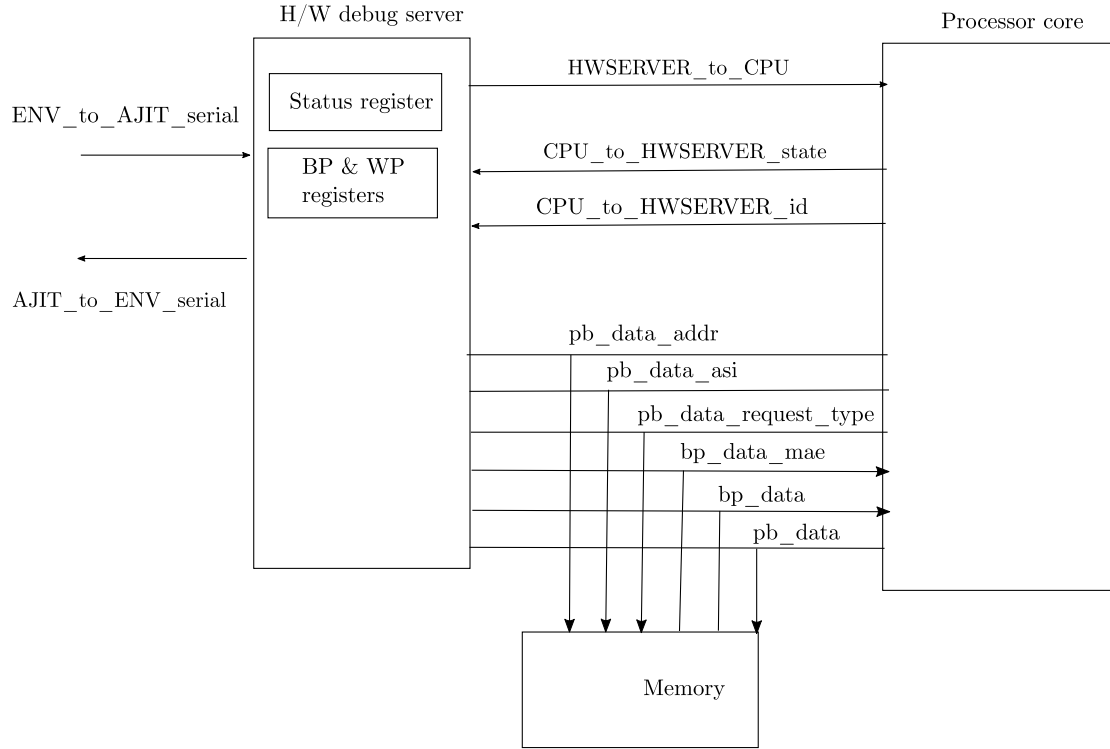 H/W debug server
Processor core
HWSERVER_to_CPU
Status register
ENV_to_AJIT_serial
CPU_to_HWSERVER_state
BP & WP
registers
CPU_to_HWSERVER_id
AJIT_to_ENV_serial
pb_data_addr
pb_data_asi
pb_data_request_type
bp_data_mae
bp_data
pb_data
Memory